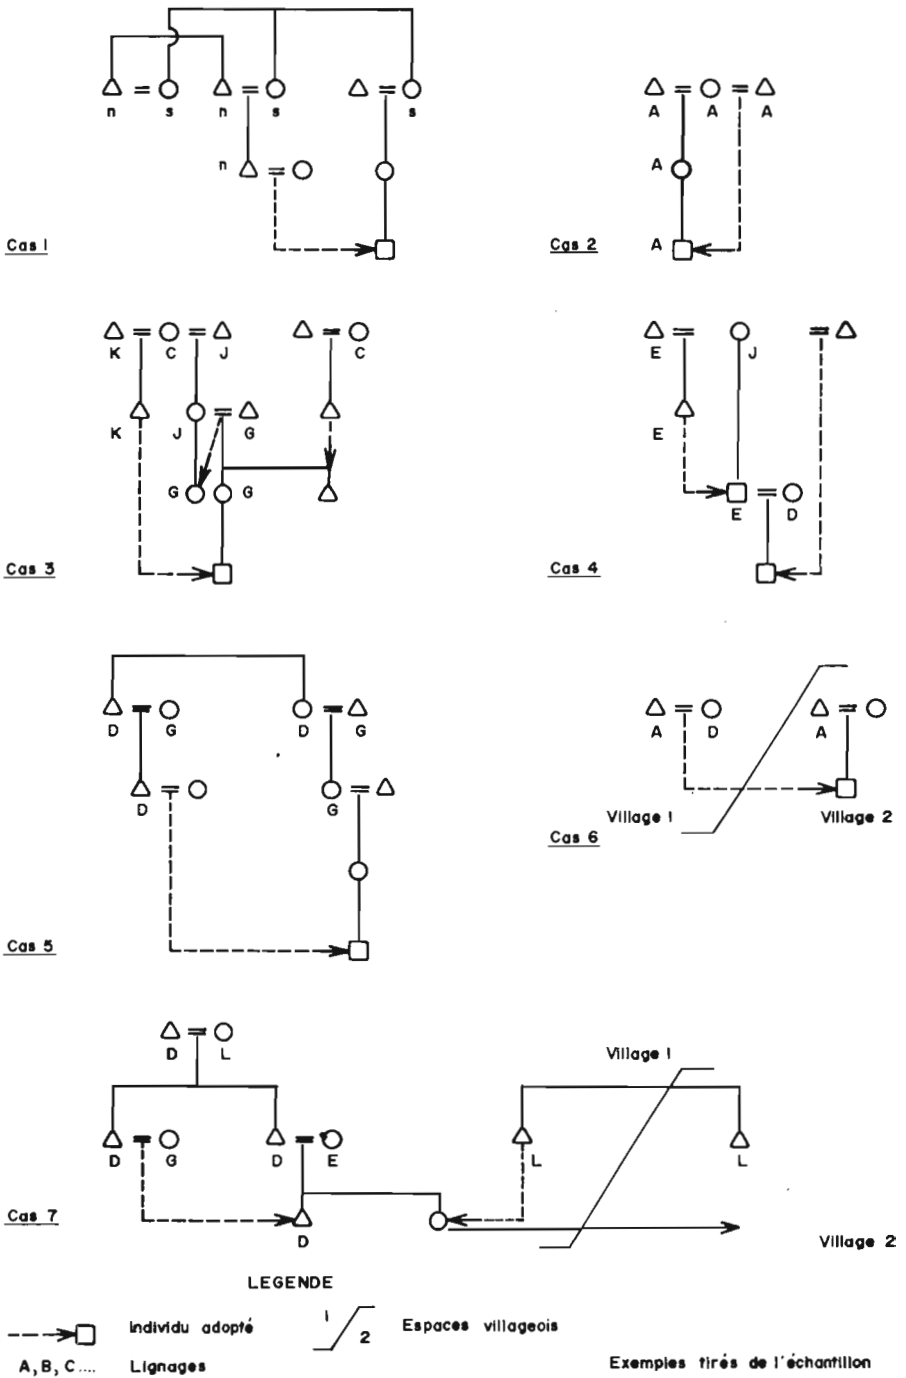 n s n s s
n
Cas 1
A A A
A
A
Cas 2
K C J C
K J G
G G
Cas 3
E J
E
E D
Cas 4
D G D G
D G
Cas 5
A D A
Village 1 Village 2
Cas 6
D L
Village 1
D G D E L L
D
Cas 7
Village 2
LEGENDE
Individu adopté
1
2
Espaces villageois
A, B, C.... Lignages
Exemples tirés de l'échantillon